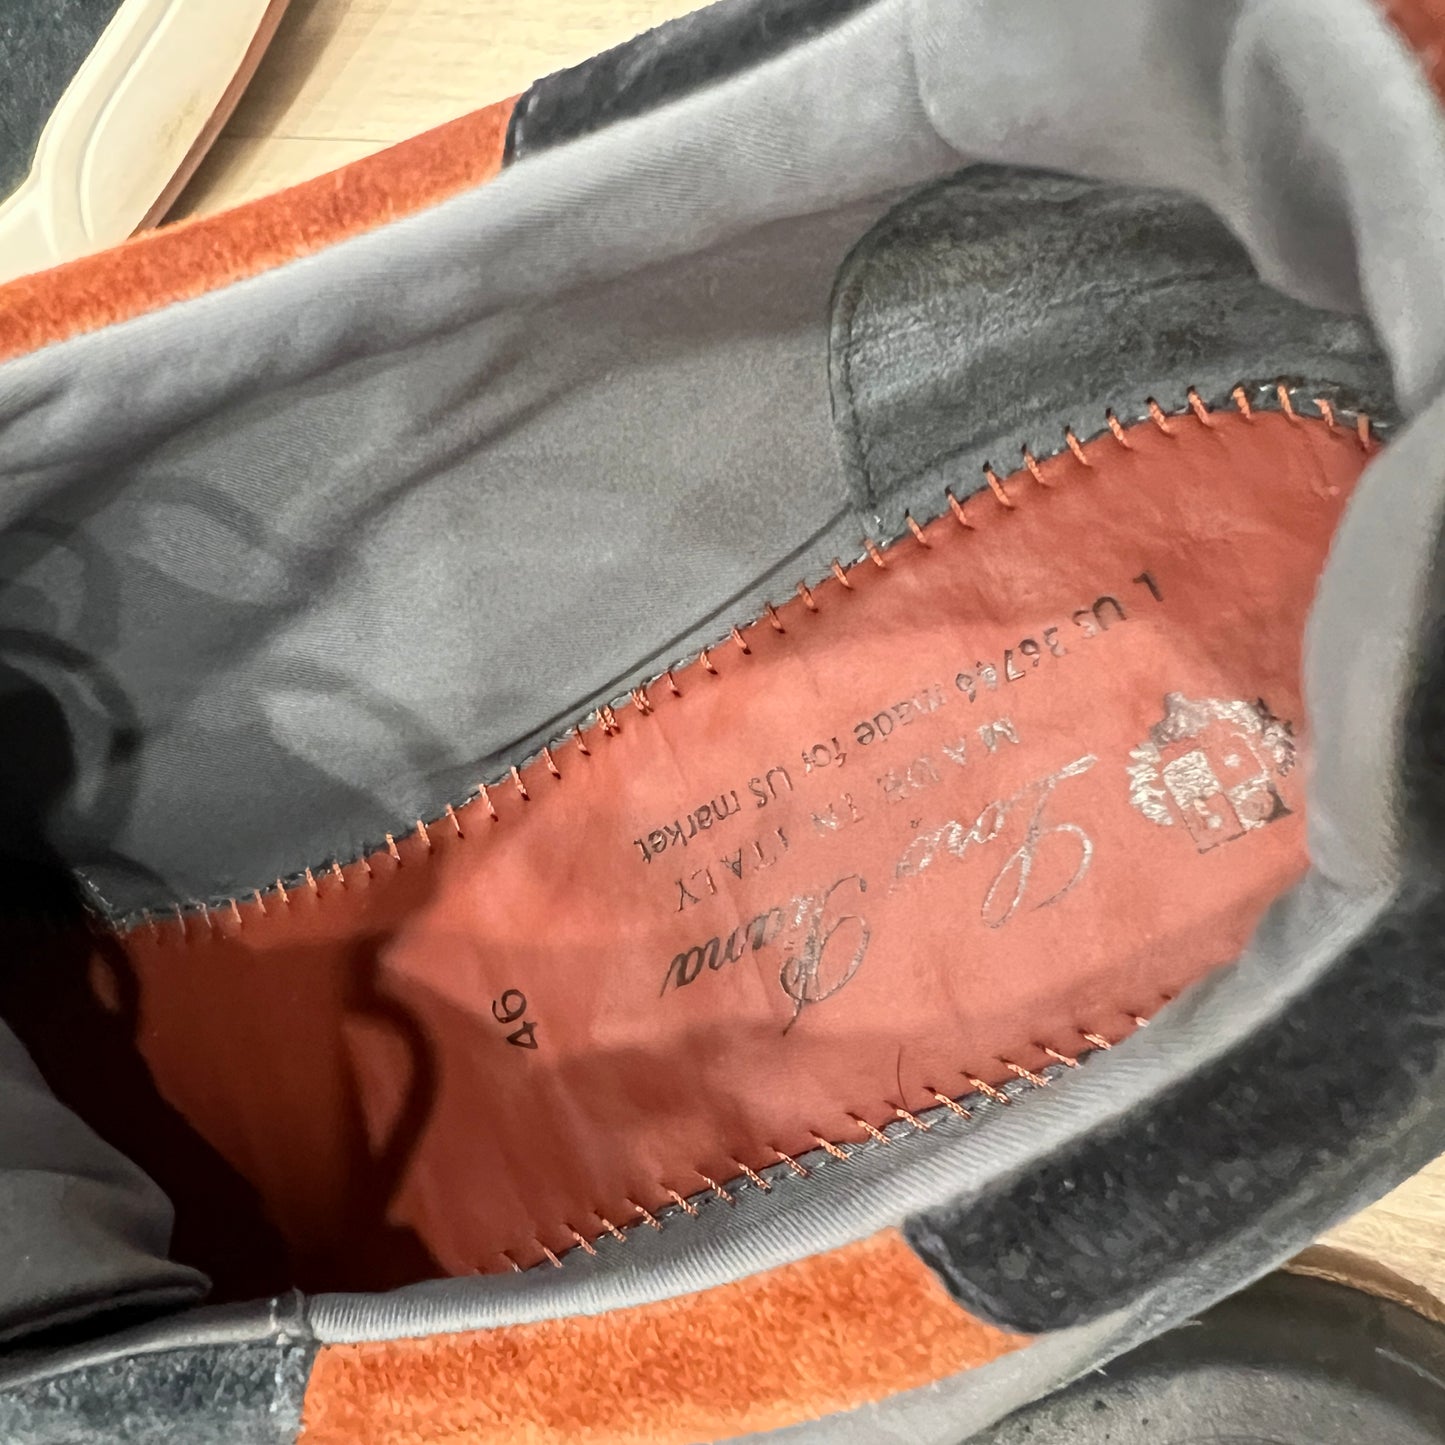 Loro Piana
MADE IN ITALY
L US 36746 made for US market
46